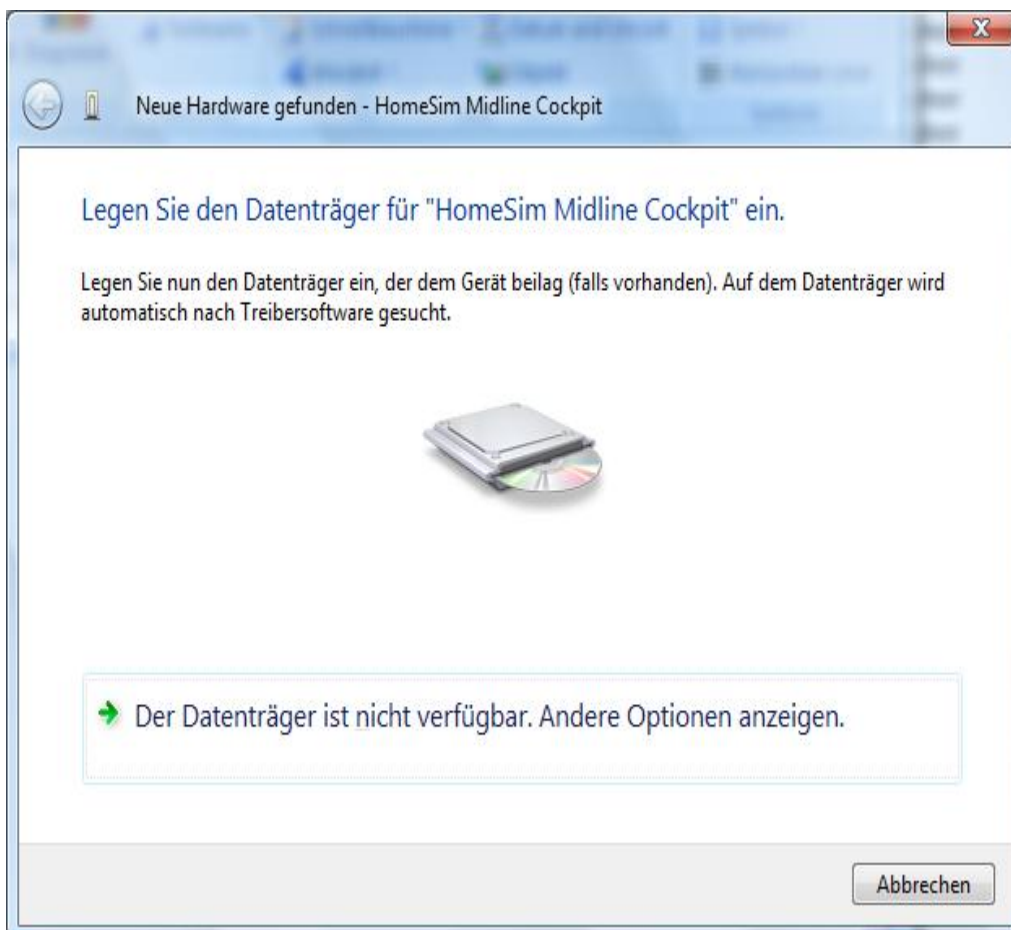 Neue Hardware gefunden - HomeSim Midline Cockpit
Legen Sie den Datenträger für "HomeSim Midline Cockpit" ein.
Legen Sie nun den Datenträger ein, der dem Gerät beilag (falls vorhanden). Auf dem Datenträger wird
automatisch nach Treibersoftware gesucht.
Der Datenträger ist nicht verfügbar. Andere Optionen anzeigen.
Abbrechen